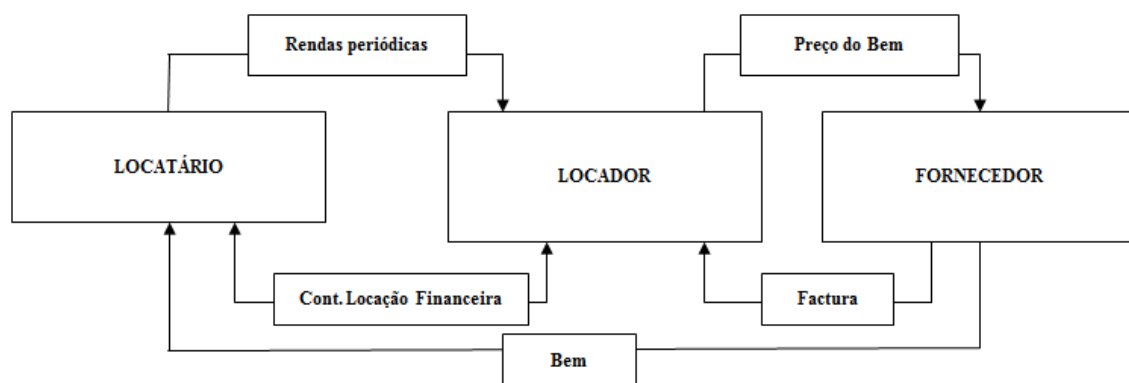 Rendas periódicas
Preço do Bem
LOCATÁRIO
LOCADOR
FORNECEDOR
Cont. Locação Financeira
Factura
Bem